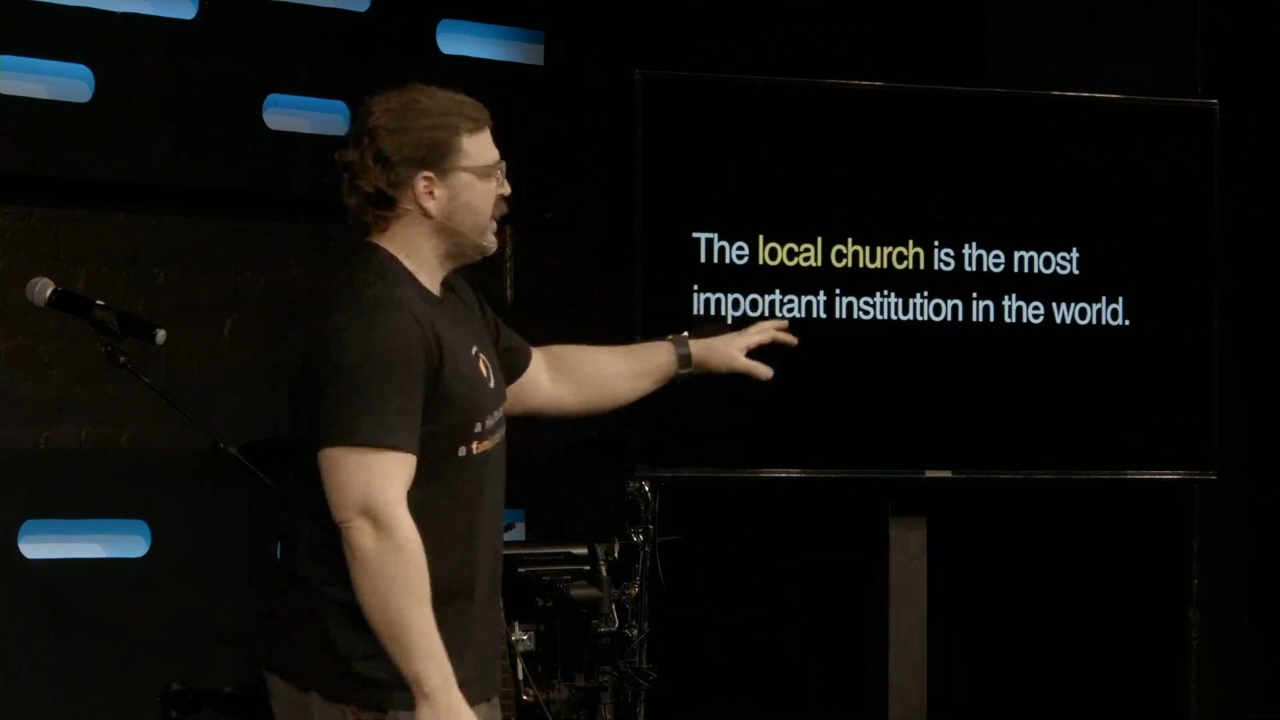 The local church is the most
important institution in the world.